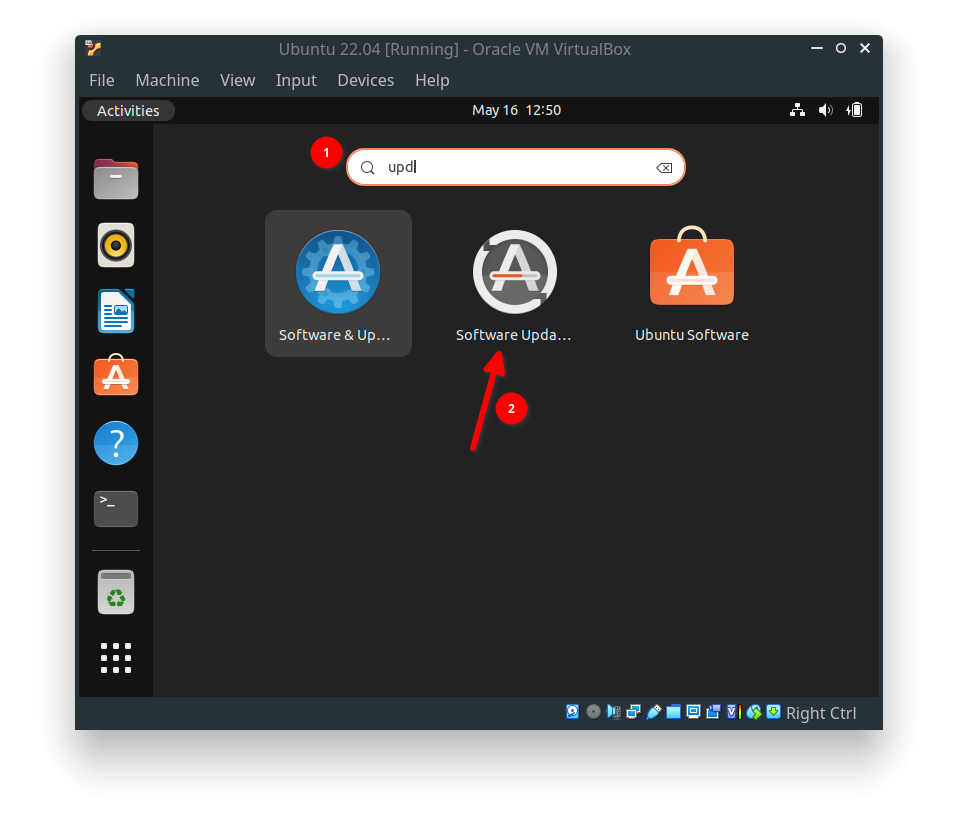 Ubuntu 22.04 [Running] - Oracle VM VirtualBox
File Machine View Input Devices Help
Activities
May 16 12:50
1
upd
Software & Up...
Software Upda...
Ubuntu Software
2
?
>_
Right Ctrl